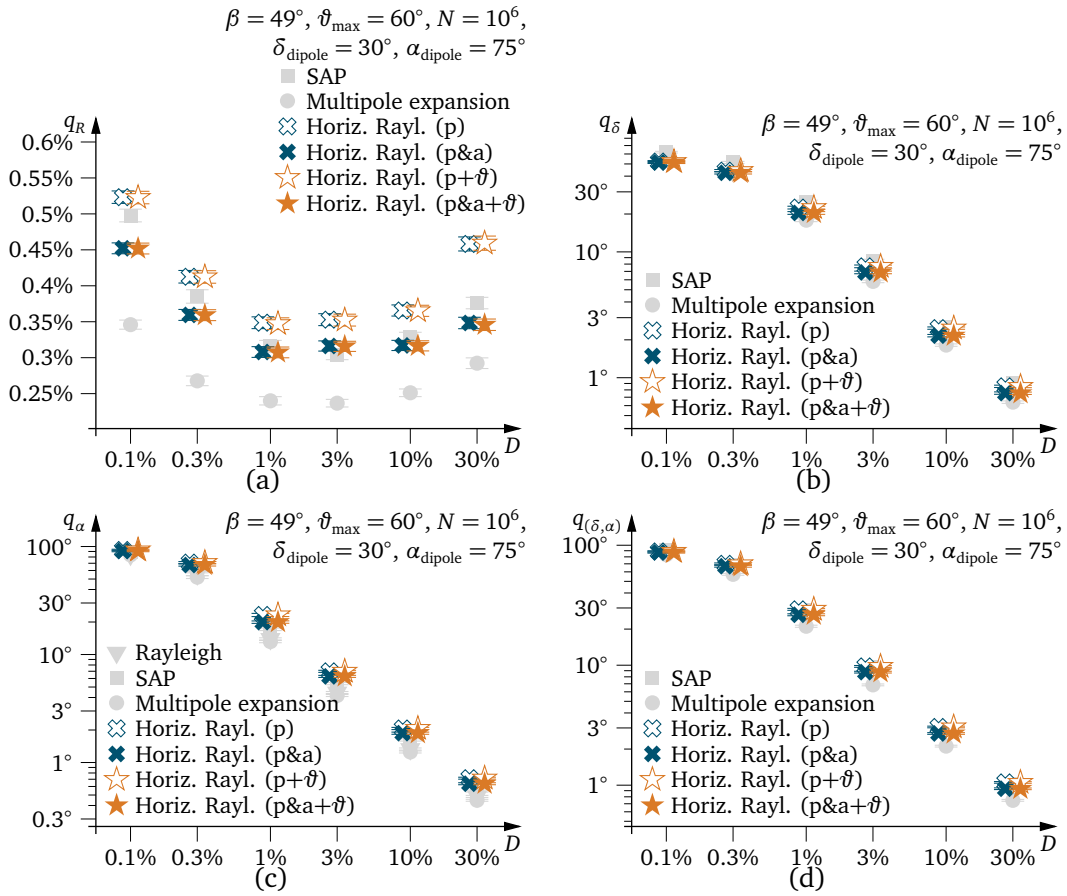 β = 49°, ϑmax = 60°, N = 10⁶,
δdipole = 30°, αdipole = 75°
SAP
Multipole expansion
Horiz. Rayl. (p)
Horiz. Rayl. (p&a)
Horiz. Rayl. (p+ϑ)
Horiz. Rayl. (p&a+ϑ)
qR
0.6%
0.55%
0.5%
0.45%
0.4%
0.35%
0.3%
0.25%
0.1% 0.3% 1% 3% 10% 30% D
(a)
β = 49°, ϑmax = 60°, N = 10⁶,
δdipole = 30°, αdipole = 75°
qδ
30°
10°
3°
1°
SAP
Multipole expansion
Horiz. Rayl. (p)
Horiz. Rayl. (p&a)
Horiz. Rayl. (p+ϑ)
Horiz. Rayl. (p&a+ϑ)
0.1% 0.3% 1% 3% 10% 30% D
(b)
β = 49°, ϑmax = 60°, N = 10⁶,
δdipole = 30°, αdipole = 75°
qα
100°
30°
10°
3°
1°
0.3°
Rayleigh
SAP
Multipole expansion
Horiz. Rayl. (p)
Horiz. Rayl. (p&a)
Horiz. Rayl. (p+ϑ)
Horiz. Rayl. (p&a+ϑ)
0.1% 0.3% 1% 3% 10% 30% D
(c)
β = 49°, ϑmax = 60°, N = 10⁶,
δdipole = 30°, αdipole = 75°
q(δ,α)
100°
30°
10°
3°
1°
SAP
Multipole expansion
Horiz. Rayl. (p)
Horiz. Rayl. (p&a)
Horiz. Rayl. (p+ϑ)
Horiz. Rayl. (p&a+ϑ)
0.1% 0.3% 1% 3% 10% 30% D
(d)